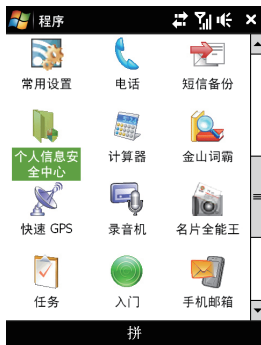 程序
常用设置 电话 短信备份
个人信息安
全中心
计算器 金山词霸
快速 GPS 录音机 名片全能王
任务 入门 手机邮箱
拼